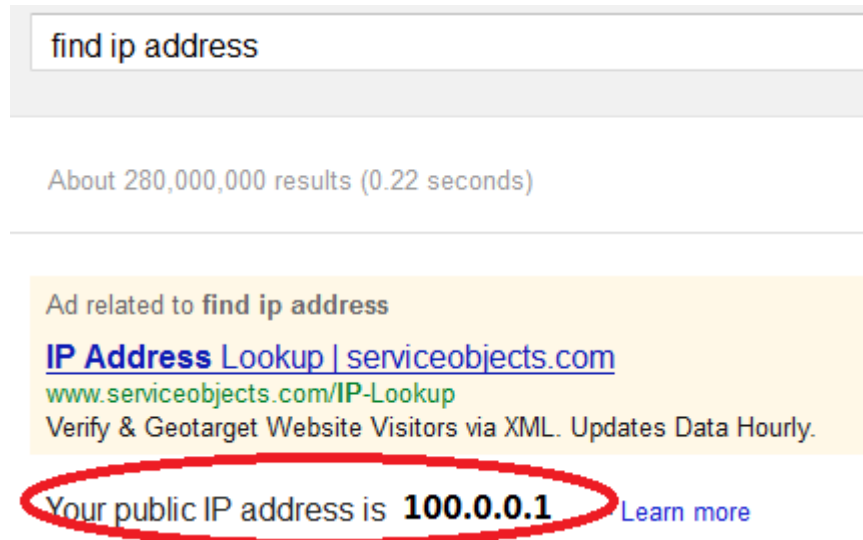 find ip address
About 280,000,000 results (0.22 seconds)
Ad related to find ip address
IP Address Lookup | serviceobjects.com
www.serviceobjects.com/IP-Lookup
Verify & Geotarget Website Visitors via XML. Updates Data Hourly.
Your public IP address is 100.0.0.1 Learn more